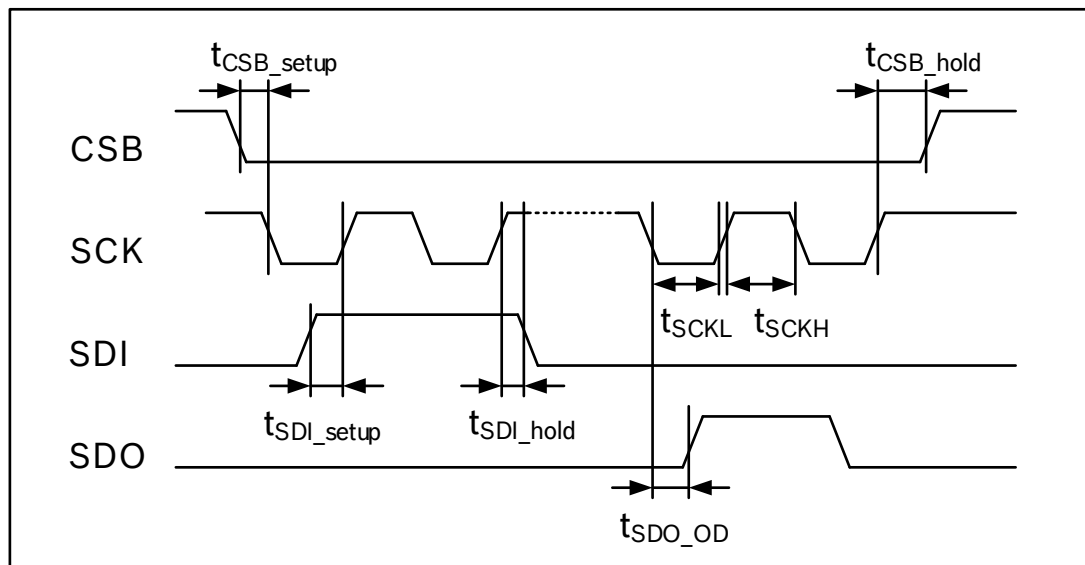 tCSB_setup
tCSB_hold
CSB
SCK
tSCKL
tSCKH
SDI
tSDI_setup
tSDI_hold
SDO
tSDO_OD